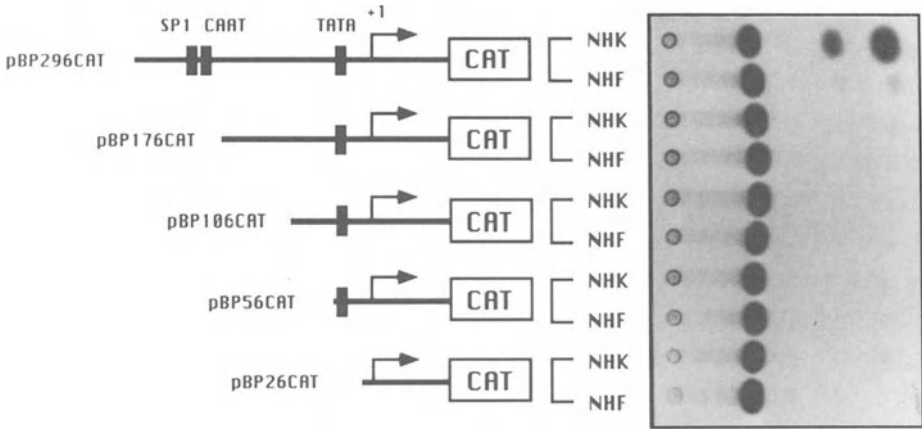 +1
SP1 CAAT TATA
pBP296CAT CAT NHK
NHF
pBP176CAT CAT NHK
NHF
pBP106CAT CAT NHK
NHF
pBP56CAT CAT NHK
NHF
pBP26CAT CAT NHK
NHF